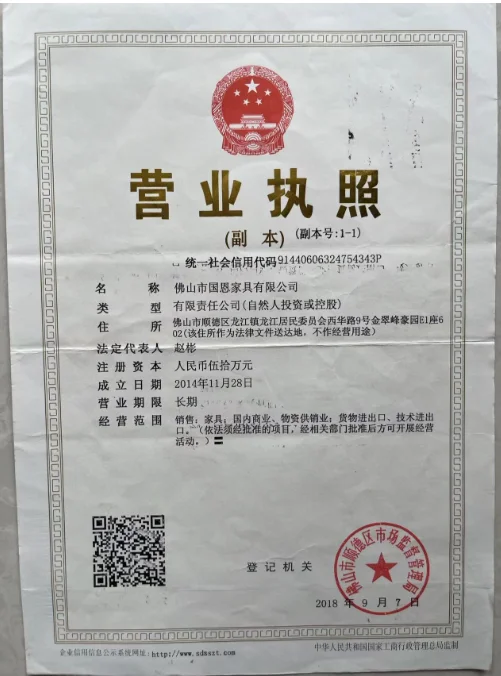 营业执照
(副 本)(副本号:1-1)
统一社会信用代码91440606324754343P
名 称 佛山市国恩家具有限公司
类 型 有限责任公司(自然人投资或控股)
住 所 佛山市顺德区龙江镇龙江居民委员会西华路9号金翠峰豪园E1座6
02(该住所作为法律文件送达地，不作经营用途)
法定代表人 赵彬
注册资本 人民币伍拾万元
成立日期 2014年11月28日
营业期限 长期
经营范围 销售：家具；国内商业、物资供销业；货物进出口、技术进出
口。(依法须经批准的项目，经相关部门批准后方可开展经营
活动。)〓
登记机关
佛山市顺德区市场监督管理局
2018 年 9 月 7 日
企业信用信息公示系统网址:http://www.sdmszt.com
中华人民共和国国家工商行政管理总局监制